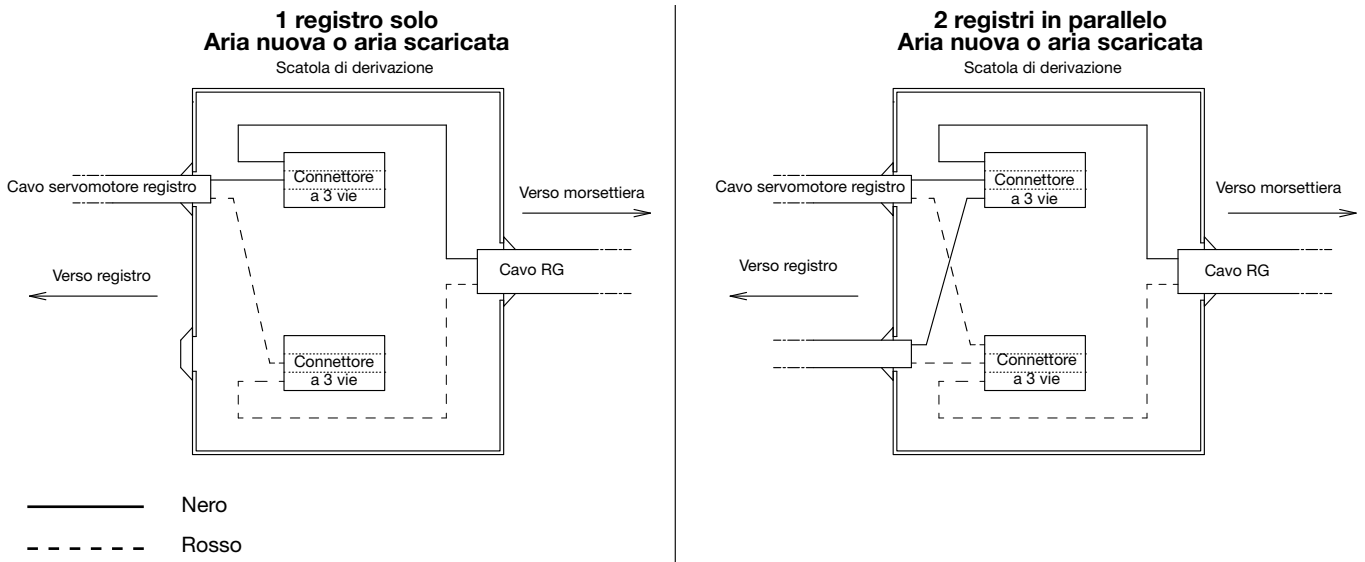 1 registro solo
Aria nuova o aria scaricata
Scatola di derivazione
Cavo servomotore registro
Connettore
a 3 vie
Verso morsettiera
Cavo RG
Verso registro
Connettore
a 3 vie
Nero
Rosso
2 registri in parallelo
Aria nuova o aria scaricata
Scatola di derivazione
Cavo servomotore registro
Connettore
a 3 vie
Verso morsettiera
Cavo RG
Verso registro
Connettore
a 3 vie